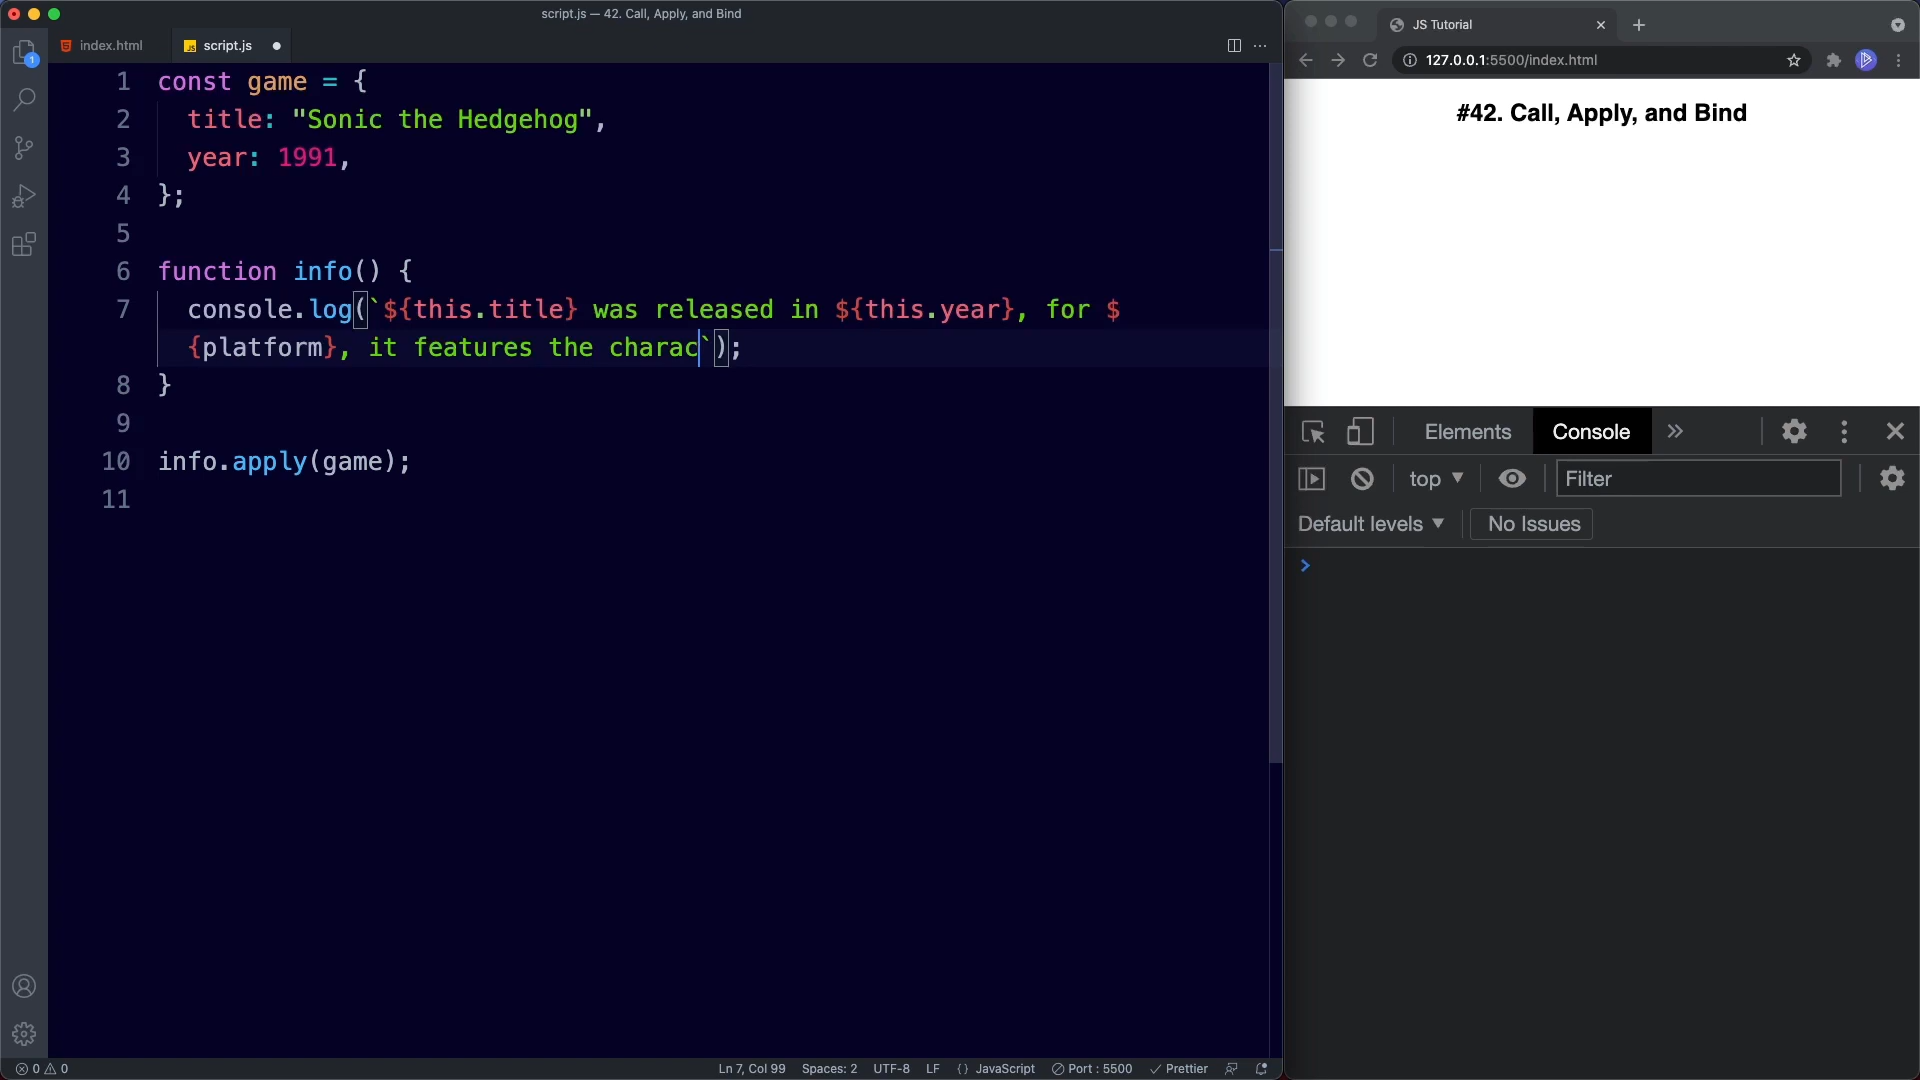 script.js — 42. Call, Apply, and Bind
index.html
script.js
1 const game = {
2 title: "Sonic the Hedgehog",
3 year: 1991,
4 };
5
6 function info() {
7 console.log(`${this.title} was released in ${this.year}, for $
{platform}, it features the charac`);
8 }
9
10 info.apply(game);
11
0 0
Ln 7, Col 99
Spaces: 2
UTF-8
LF
{} JavaScript
Port : 5500
Prettier
JS Tutorial
127.0.0.1:5500/index.html
#42. Call, Apply, and Bind
Elements
Console
top
Filter
Default levels
No Issues
1
JS